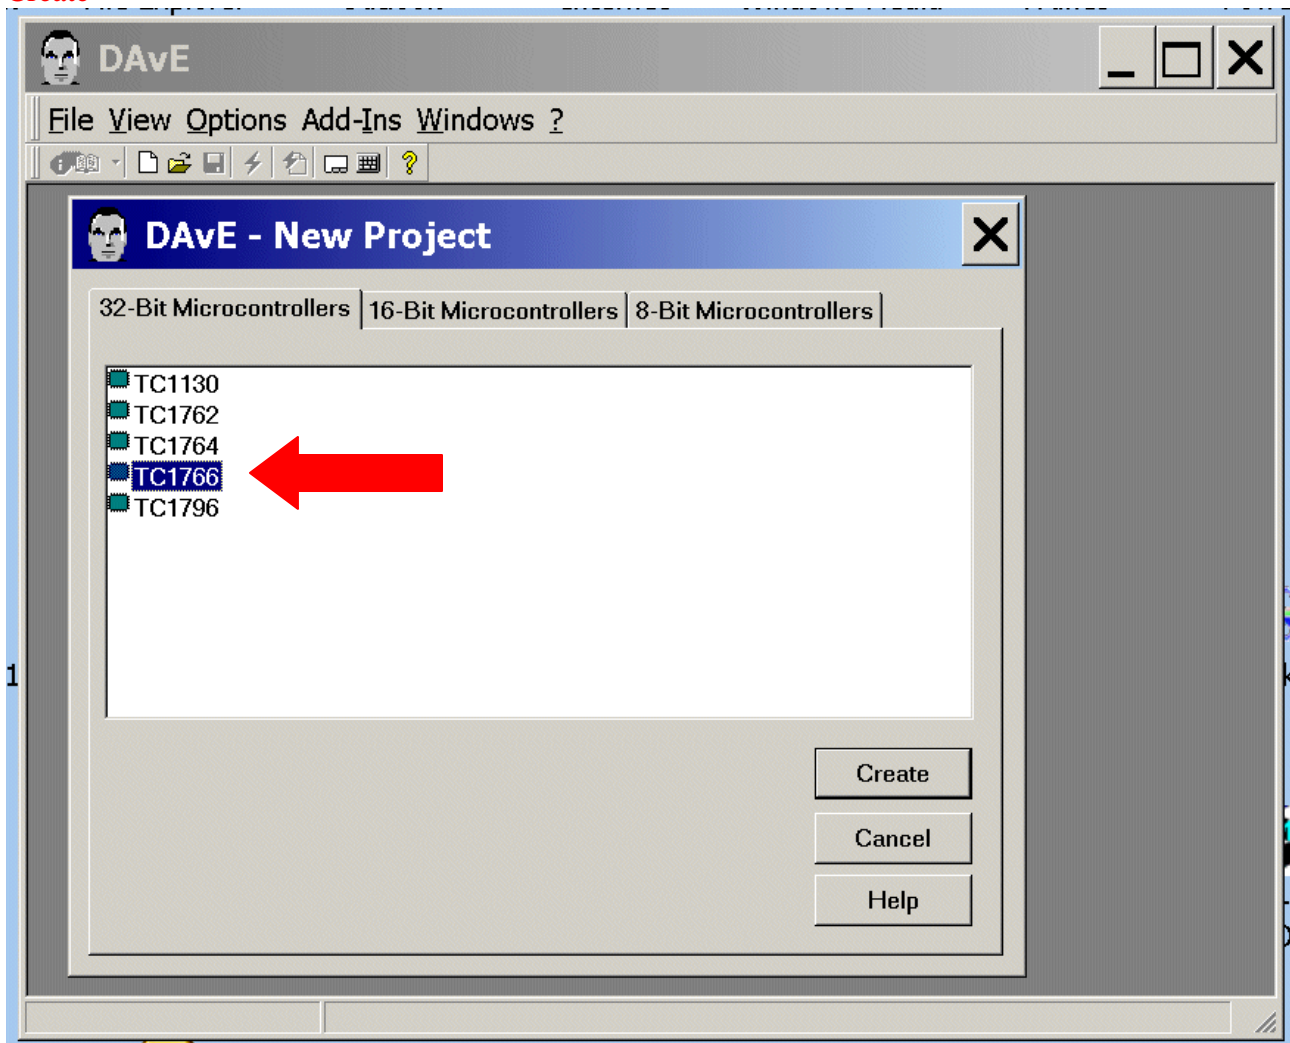 DAvE
File View Options Add-Ins Windows ?
DAvE - New Project
32-Bit Microcontrollers 16-Bit Microcontrollers 8-Bit Microcontrollers
TC1130
TC1762
TC1764
TC1766
TC1796
Create
Cancel
Help
1